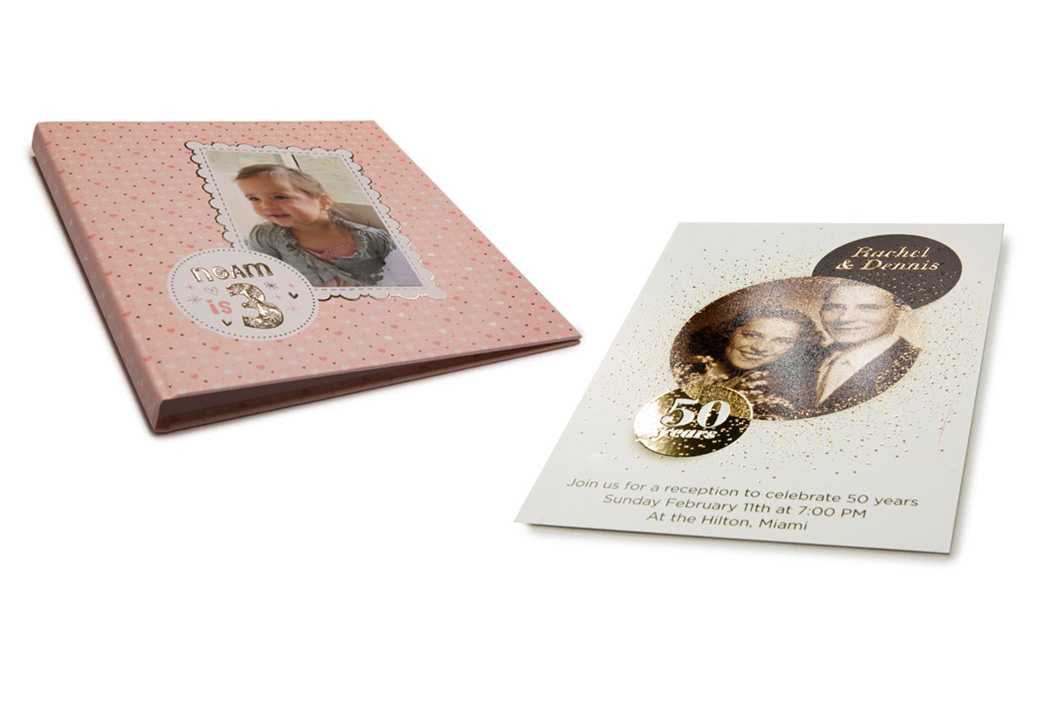 NOAM
is 3
Rachel
& Dennis
50
years
Join us for a reception to celebrate 50 years
Sunday February 11th at 7:00 PM
At the Hilton, Miami